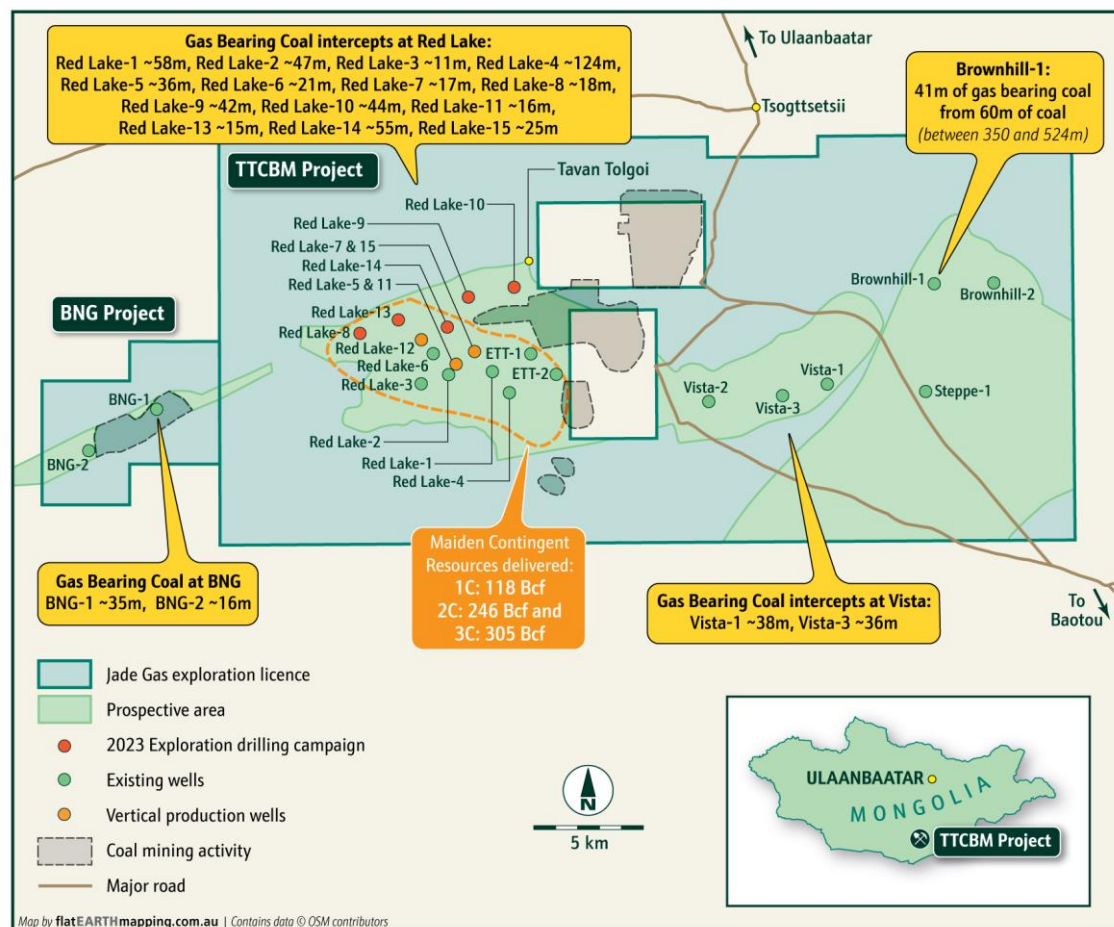 Gas Bearing Coal intercepts at Red Lake:
Red Lake-1 ~58m, Red Lake-2 ~47m, Red Lake-3 ~11m, Red Lake-4 ~124m,
Red Lake-5 ~36m, Red Lake-6 ~21m, Red Lake-7 ~17m, Red Lake-8 ~18m,
Red Lake-9 ~42m, Red Lake-10 ~44m, Red Lake-11 ~16m,
Red Lake-13 ~15m, Red Lake-14 ~55m, Red Lake-15 ~25m
To Ulaanbaatar
Tsogttsetsii
Brownhill-1:
41m of gas bearing coal
from 60m of coal
(between 350 and 524m)
TTCBM Project
Tavan Tolgoi
Red Lake-10
Red Lake-9
Red Lake-7 & 15
Red Lake-14
Red Lake-5 & 11
Red Lake-13
Red Lake-8
Red Lake-12
Red Lake-6
Red Lake-3
ETT-1
ETT-2
Red Lake-2
Red Lake-1
Red Lake-4
Brownhill-1
Brownhill-2
Vista-1
Vista-2
Vista-3
Steppe-1
BNG Project
BNG-1
BNG-2
Gas Bearing Coal at BNG
BNG-1 ~35m, BNG-2 ~16m
Maiden Contingent
Resources delivered:
1C: 118 Bcf
2C: 246 Bcf and
3C: 305 Bcf
Gas Bearing Coal intercepts at Vista:
Vista-1 ~38m, Vista-3 ~36m
To
Baotou
Jade Gas exploration licence
Prospective area
2023 Exploration drilling campaign
Existing wells
Vertical production wells
Coal mining activity
Major road
N
5 km
ULAANBAATAR
MONGOLIA
TTCBM Project
Map by flatEARTHmapping.com.au | Contains data © OSM contributors